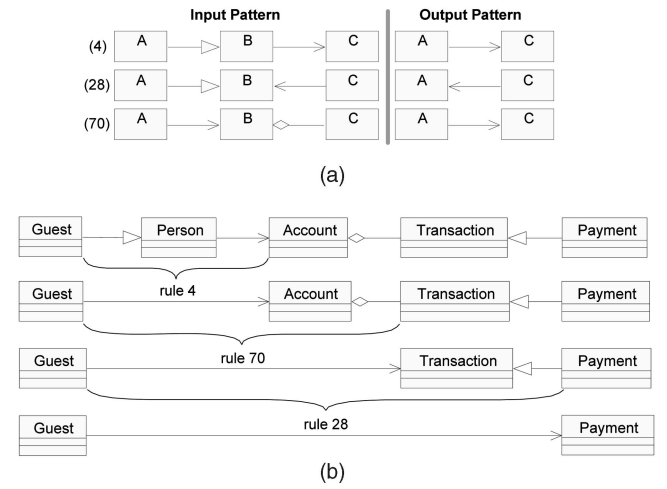 Input Pattern Output Pattern
(4) A B C A C
(28) A B C A C
(70) A B C A C
(a)
Guest Person Account Transaction Payment
rule 4
Guest Account Transaction Payment
rule 70
Guest Transaction Payment
rule 28
Guest Payment
(b)